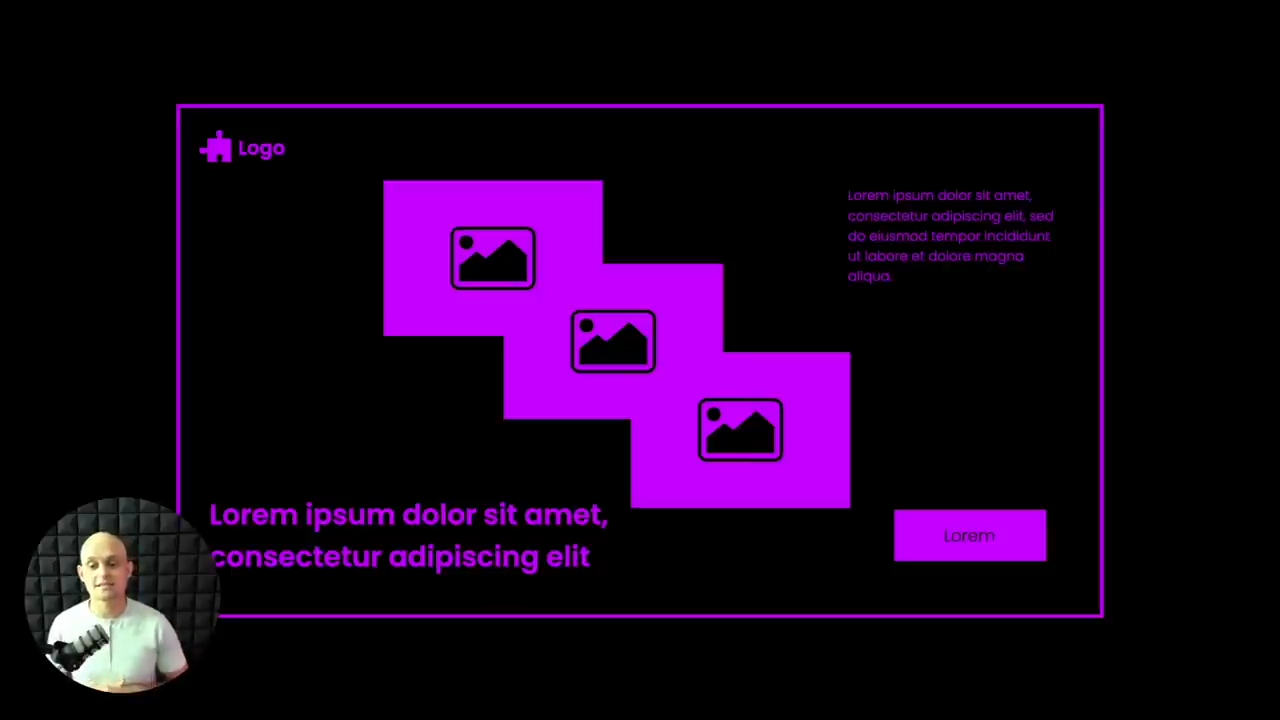 Logo
Lorem ipsum dolor sit amet,
consectetur adipiscing elit, sed
do eiusmod tempor incididunt
ut labore et dolore magna
aliqua.
Lorem ipsum dolor sit amet,
consectetur adipiscing elit
Lorem